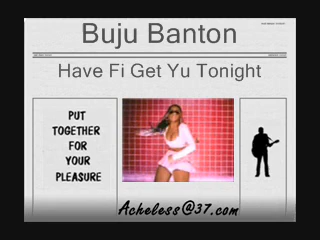 Buju Banton
Have Fi Get Yu Tonight
PUT
TOGETHER
FOR
YOUR
PLEASURE
Acheless@37.com